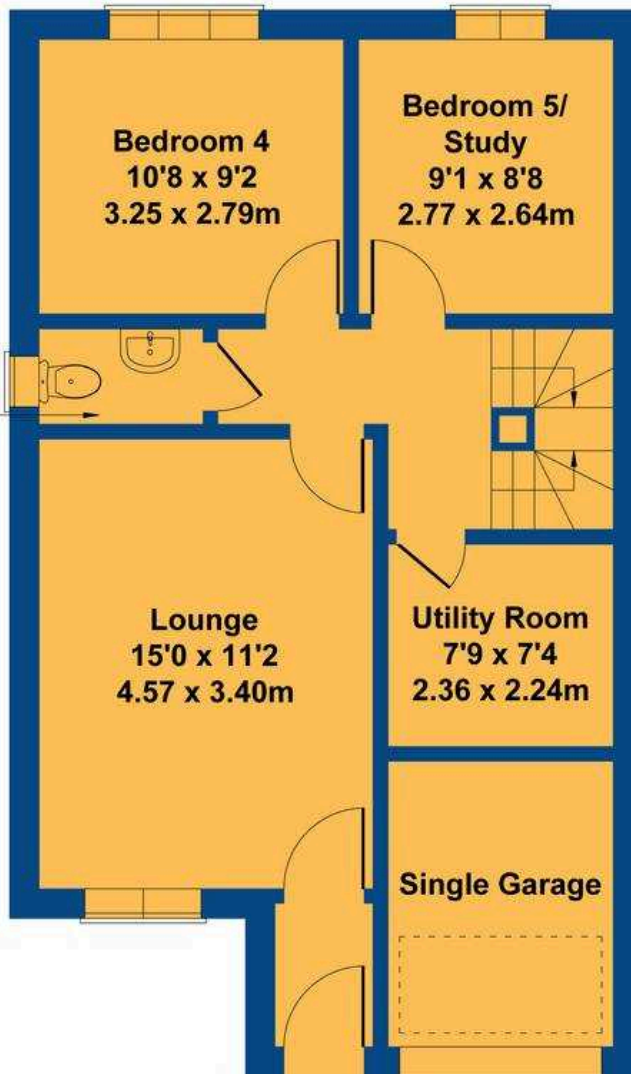 Bedroom 4
10'8 x 9'2
3.25 x 2.79m
Bedroom 5/
Study
9'1 x 8'8
2.77 x 2.64m
Lounge
15'0 x 11'2
4.57 x 3.40m
Utility Room
7'9 x 7'4
2.36 x 2.24m
Single Garage